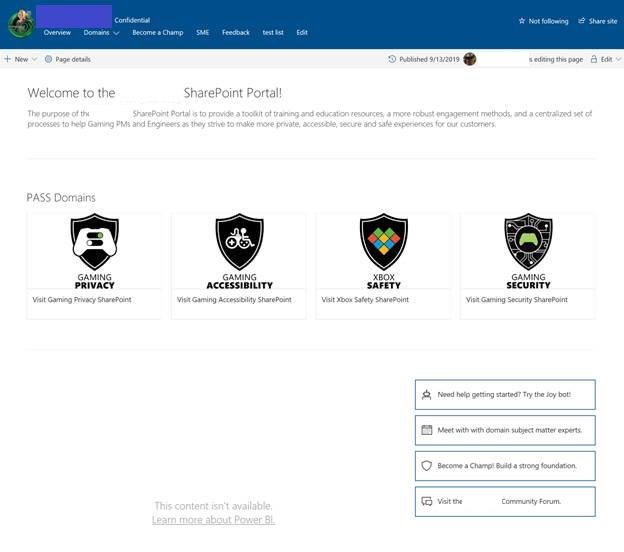 Confidential
Not following
Share site
Overview Domains Become a Champ SME Feedback test list Edit
New Page details
Published 9/13/2019 s editing this page Edit
Welcome to the SharePoint Portal!
The purpose of the SharePoint Portal is to provide a toolkit of training and education resources, a more robust engagement methods, and a centralized set of
processes to help Gaming PMs and Engineers as they strive to make more private, accessible, secure and safe experiences for our customers.
PASS Domains
GAMING
PRIVACY
Visit Gaming Privacy SharePoint
GAMING
ACCESSIBILITY
Visit Gaming Accessibility SharePoint
XBOX
SAFETY
Visit Xbox Safety SharePoint
GAMING
SECURITY
Visit Gaming Security SharePoint
Need help getting started? Try the Joy bot!
Meet with with domain subject matter experts.
Become a Champ! Build a strong foundation.
Visit the Community Forum.
This content isn't available.
Learn more about Power BI.